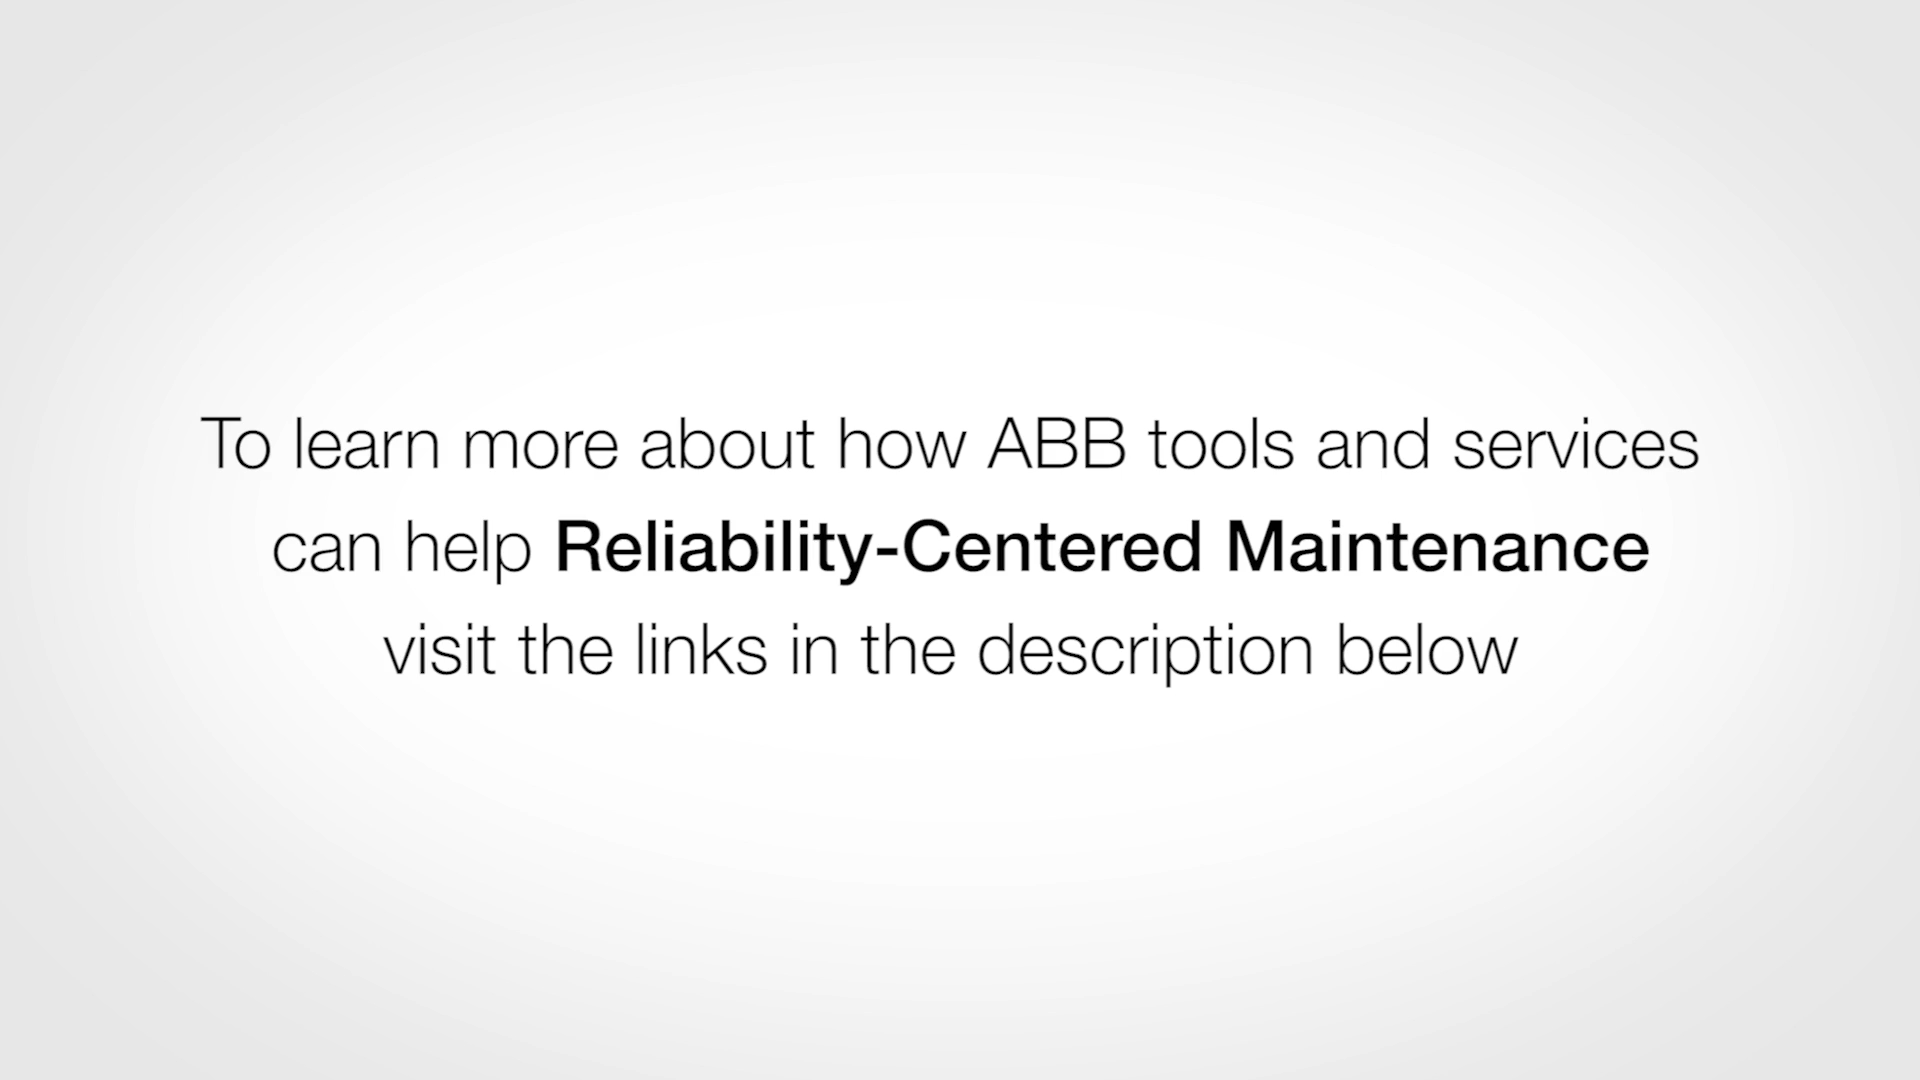 To learn more about how ABB tools and services
can help Reliability-Centered Maintenance
visit the links in the description below